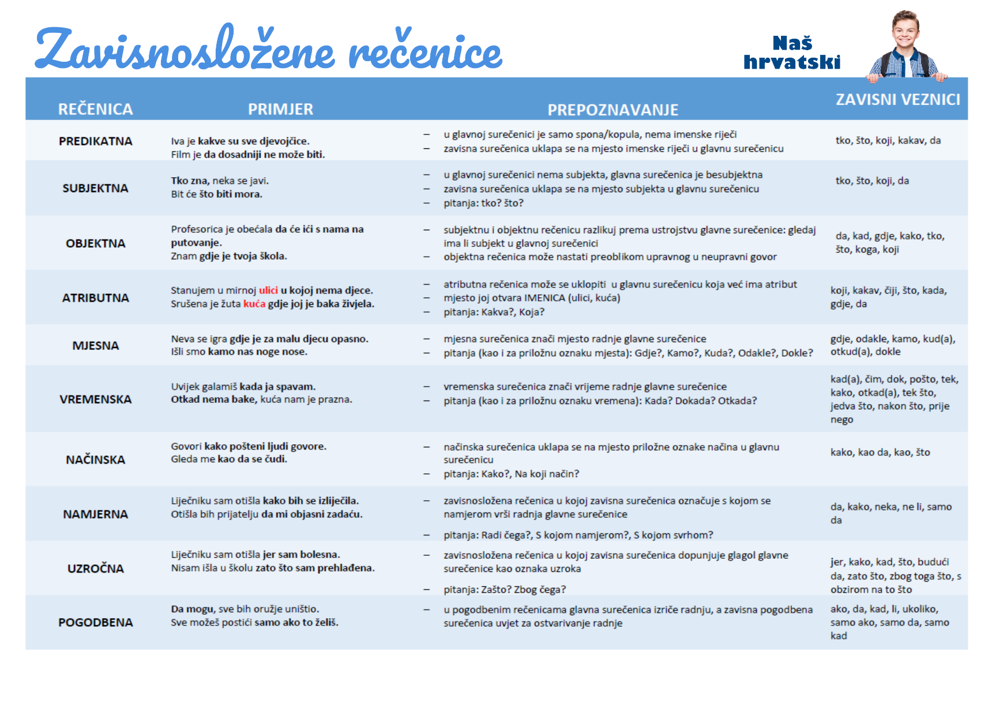 Zavisnosložene rečenice
Naš
hrvatski
REČENICA PRIMJER PREPOZNAVANJE ZAVISNI VEZNICI
PREDIKATNA
Iva je kakve su sve djevojčice.
Film je da dosadniji ne može biti.
– u glavnoj surečenici je samo spona/kopula, nema imenske riječi
– zavisna surečenica uklapa se na mjesto imenske riječi u glavnu surečenicu
tko, što, koji, kakav, da
SUBJEKTNA
Tko zna, neka se javi.
Bit će što biti mora.
– u glavnoj surečenici nema subjekta, glavna surečenica je besubjektna
– zavisna surečenica uklapa se na mjesto subjekta u glavnu surečenicu
– pitanja: tko? što?
tko, što, koji, da
OBJEKTNA
Profesorica je obećala da će ići s nama na
putovanje.
Znam gdje je tvoja škola.
– subjektnu i objektnu rečenicu razlikuj prema ustrojstvu glavne surečenice: gledaj
ima li subjekt u glavnoj surečenici
– objektna rečenica može nastati preoblikom upravnog u neupravni govor
da, kad, gdje, kako, tko,
što, koga, koji
ATRIBUTNA
Stanujem u mirnoj ulici u kojoj nema djece.
Srušena je žuta kuća gdje joj je baka živjela.
– atributna rečenica može se uklopiti u glavnu surečenicu koja već ima atribut
– mjesto joj otvara IMENICA (ulici, kuća)
– pitanja: Kakva?, Koja?
koji, kakav, čiji, što, kada,
gdje, da
MJESNA
Neva se igra gdje je za malu djecu opasno.
Išli smo kamo nas noge nose.
– mjesna surečenica znači mjesto radnje glavne surečenice
– pitanja (kao i za priložnu oznaku mjesta): Gdje?, Kamo?, Kuda?, Odakle?, Dokle?
gdje, odakle, kamo, kud(a),
otkud(a), dokle
VREMENSKA
Uvijek galamiš kada ja spavam.
Otkad nema bake, kuća nam je prazna.
– vremenska surečenica znači vrijeme radnje glavne surečenice
– pitanja (kao i za priložnu oznaku vremena): Kada? Dokada? Otkada?
kad(a), čim, dok, pošto, tek,
kako, otkad(a), tek što,
jedva što, nakon što, prije
nego
NAČINSKA
Govori kako pošteni ljudi govore.
Gleda me kao da se čudi.
– načinska surečenica uklapa se na mjesto priložne oznake načina u glavnu
surečenicu
– pitanja: Kako?, Na koji način?
kako, kao da, kao, što
NAMJERNA
Liječniku sam otišla kako bih se izliječila.
Otišla bih prijatelju da mi objasni zadaću.
– zavisnosložena rečenica u kojoj zavisna surečenica označuje s kojom se
namjerom vrši radnja glavne surečenice
– pitanja: Radi čega?, S kojom namjerom?, S kojom svrhom?
da, kako, neka, ne li, samo
da
UZROČNA
Liječniku sam otišla jer sam bolesna.
Nisam išla u školu zato što sam prehlađena.
– zavisnosložena rečenica u kojoj zavisna surečenica dopunjuje glagol glavne
surečenice kao oznaka uzroka
– pitanja: Zašto? Zbog čega?
jer, kako, kad, što, budući
da, zato što, zbog toga što, s
obzirom na to što
POGODBENA
Da mogu, sve bih oružje uništio.
Sve možeš postići samo ako to želiš.
– u pogodbenim rečenicama glavna surečenica izriče radnju, a zavisna pogodbena
surečenica uvjet za ostvarivanje radnje
ako, da, kad, li, ukoliko,
samo ako, samo da, samo
kad